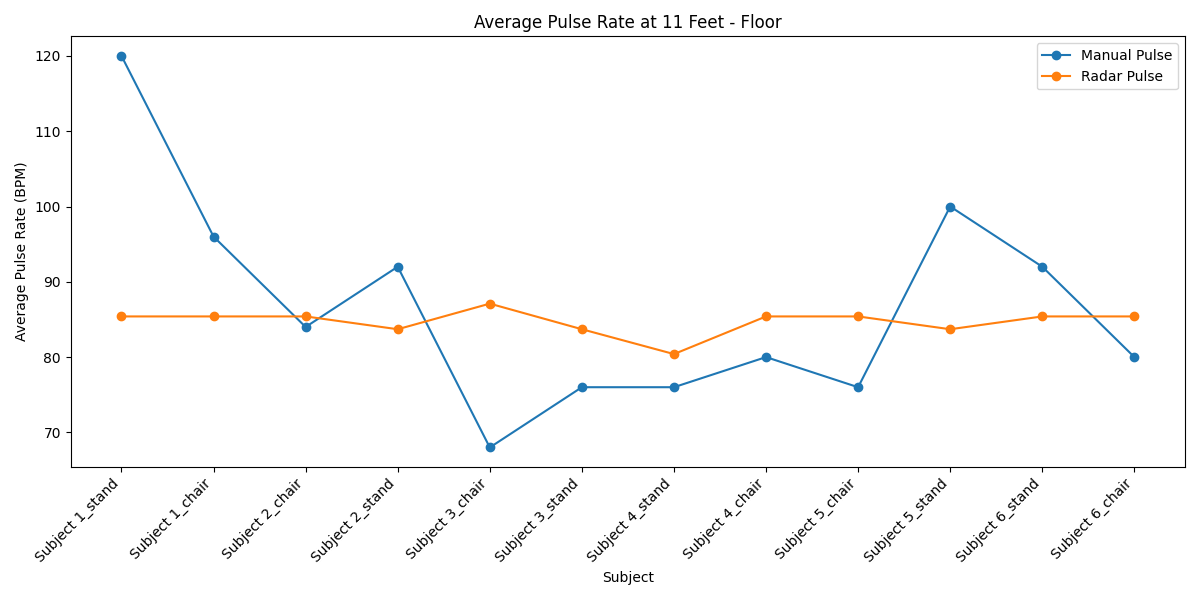 Average Pulse Rate at 11 Feet - Floor
Manual Pulse
Radar Pulse
Average Pulse Rate (BPM)
120
110
100
90
80
70
Subject 1_stand
Subject 1_chair
Subject 2_chair
Subject 2_stand
Subject 3_chair
Subject 3_stand
Subject 4_stand
Subject 4_chair
Subject 5_chair
Subject 5_stand
Subject 6_stand
Subject 6_chair
Subject